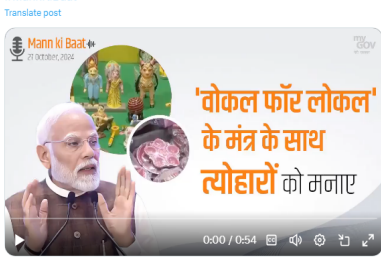 Translate post
Mann ki Baat
27 October, 2024
my
GOV
'वोकल फॉर लोकल'
के मंत्र के साथ
त्योहारों को मनाए
0:00 / 0:54